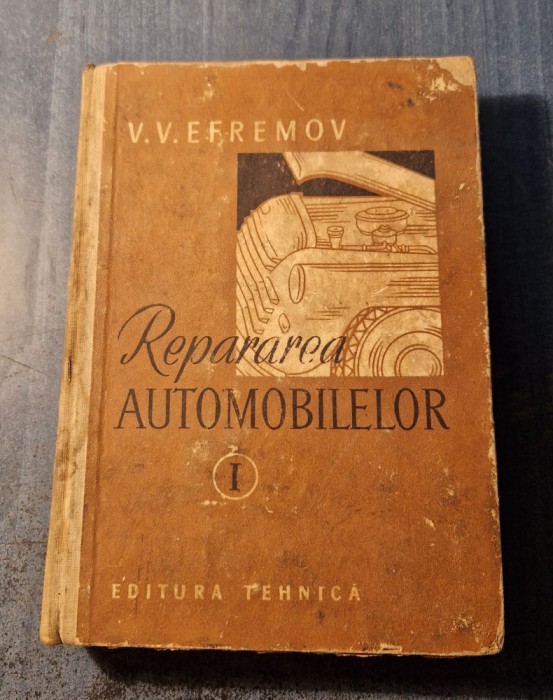 V.V. EFREMOV
Repararea
AUTOMOBILELOR
I
EDITURA TEHNICĂ